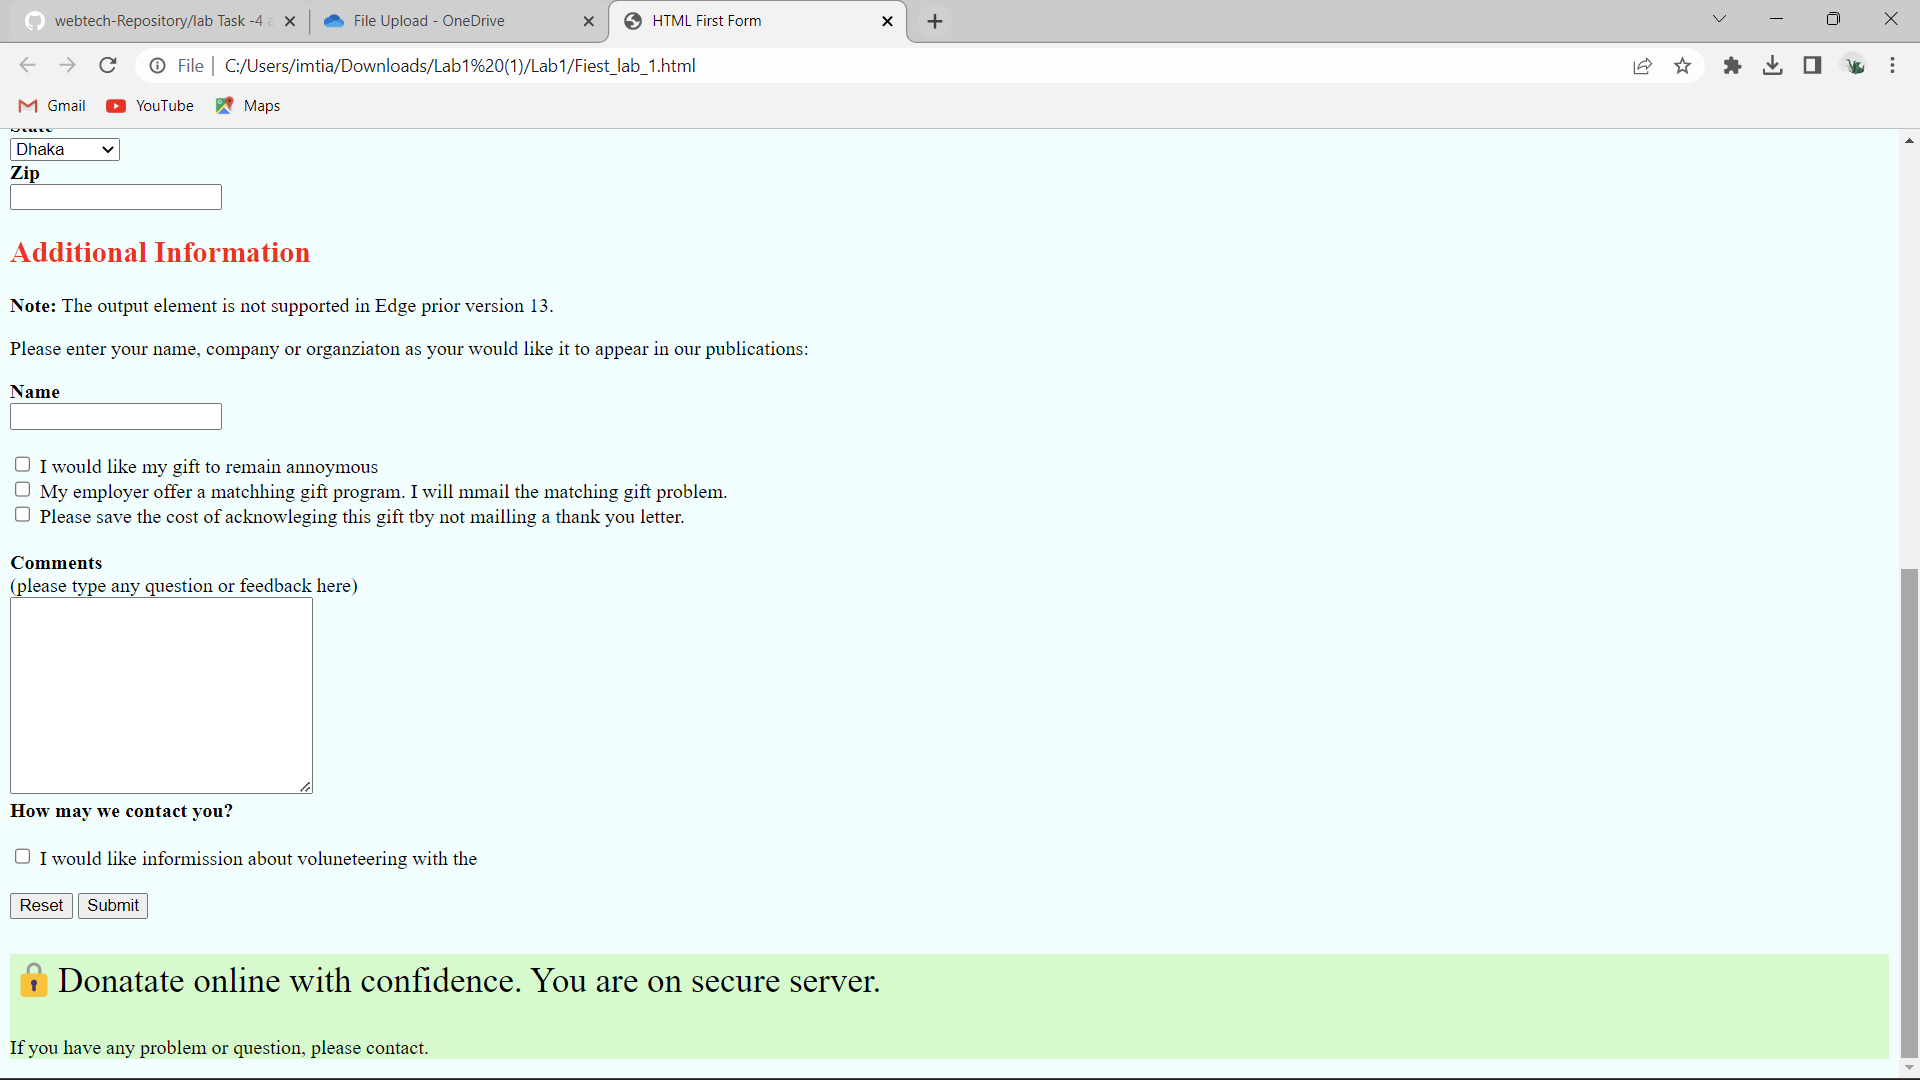 webtech-Repository/lab Task -4 a
File Upload - OneDrive
HTML First Form
File
C:/Users/imtia/Downloads/Lab1%20(1)/Lab1/Fiest_lab_1.html
Gmail
YouTube
Maps
State
Dhaka
Zip
Additional Information
Note: The output element is not supported in Edge prior version 13.
Please enter your name, company or organziaton as your would like it to appear in our publications:
Name
I would like my gift to remain annoymous
My employer offer a matchhing gift program. I will mmail the matching gift problem.
Please save the cost of acknowleging this gift tby not mailling a thank you letter.
Comments
(please type any question or feedback here)
How may we contact you?
I would like informission about voluneteering with the
Reset Submit
Donatate online with confidence. You are on secure server.
If you have any problem or question, please contact.